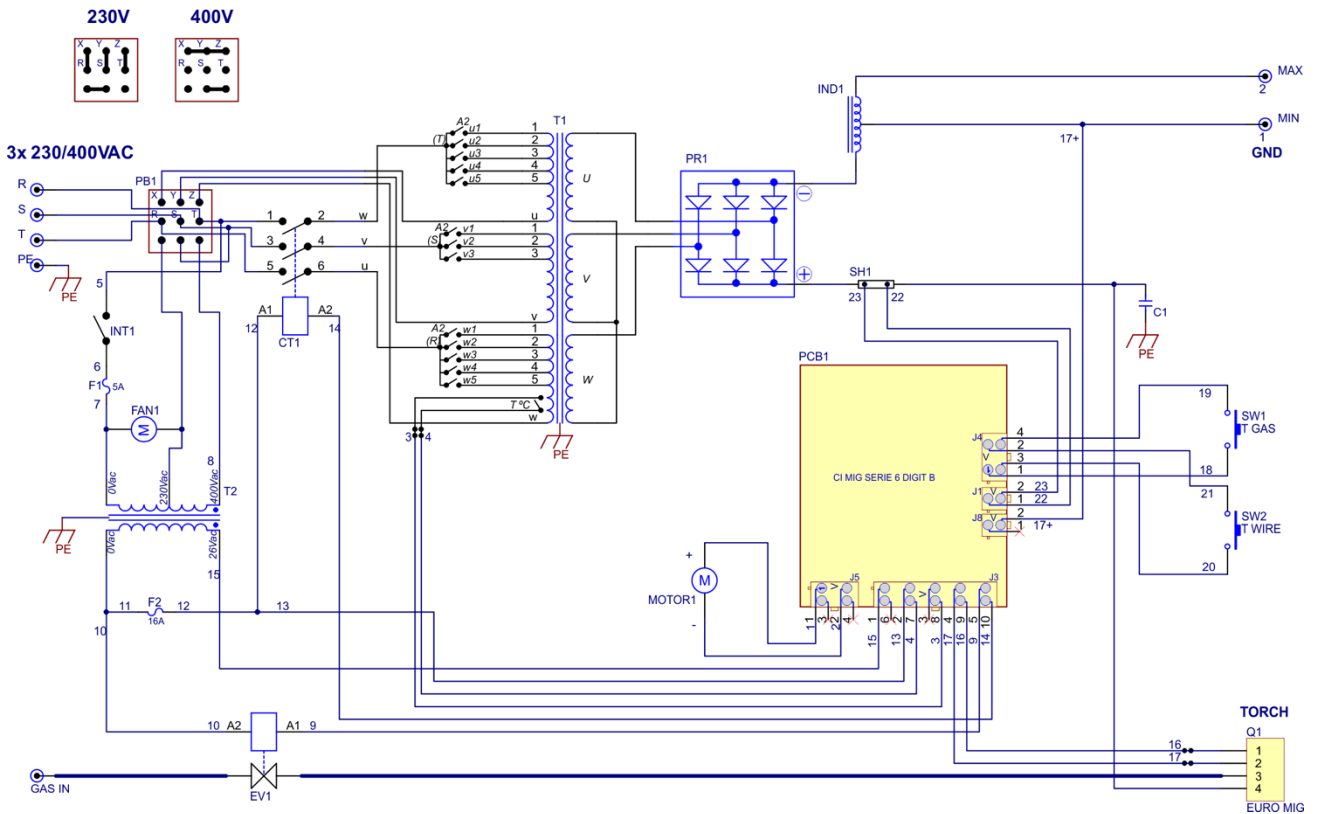 230V 400V
X Y Z
R S T
X Y Z
R S T
MAX
2
IND1
MIN
1
GND
17+
3x 230/400VAC
R
S
T
PE
PE
PB1
X Y Z
R S T
1 2 w
3 4 v
5 6 u
A1 A2
12 14
CT1
A2
(T)
u1 1
u2 2
u3 3
u4 4
u5 5
u
T1
U
A2
(S)
v1 1
v2 2
v3 3
v
V
A2
(R)
w1 1
w2 2
w3 3
w4 4
w5 5
T ºC
w
W
3 4
PE
PR1
SH1
23 22
C1
PE
5
INT1
6
F1 5A
7
FAN1
M
8
0Vac 230Vac 400Vac
T2
PE
0Vac 26Vac
15
11 F2 12 13
16A
10
PCB1
CI MIG SERIE 6 DIGIT B
J4
V
4
2
3
1
J1
V
2 23
1 22
J8
V
2
1 17+
19
SW1
T GAS
18
21
SW2
T WIRE
20
+
M
MOTOR1
-
J5
V
1 3 2 4
1 2
J3
V
1 6 2 7 3 8 4 9 5 10
15 13 4 3 17 16 9 14
10 A2 A1 9
EV1
GAS IN
TORCH
Q1
16 1
17 2
3
4
EURO MIG